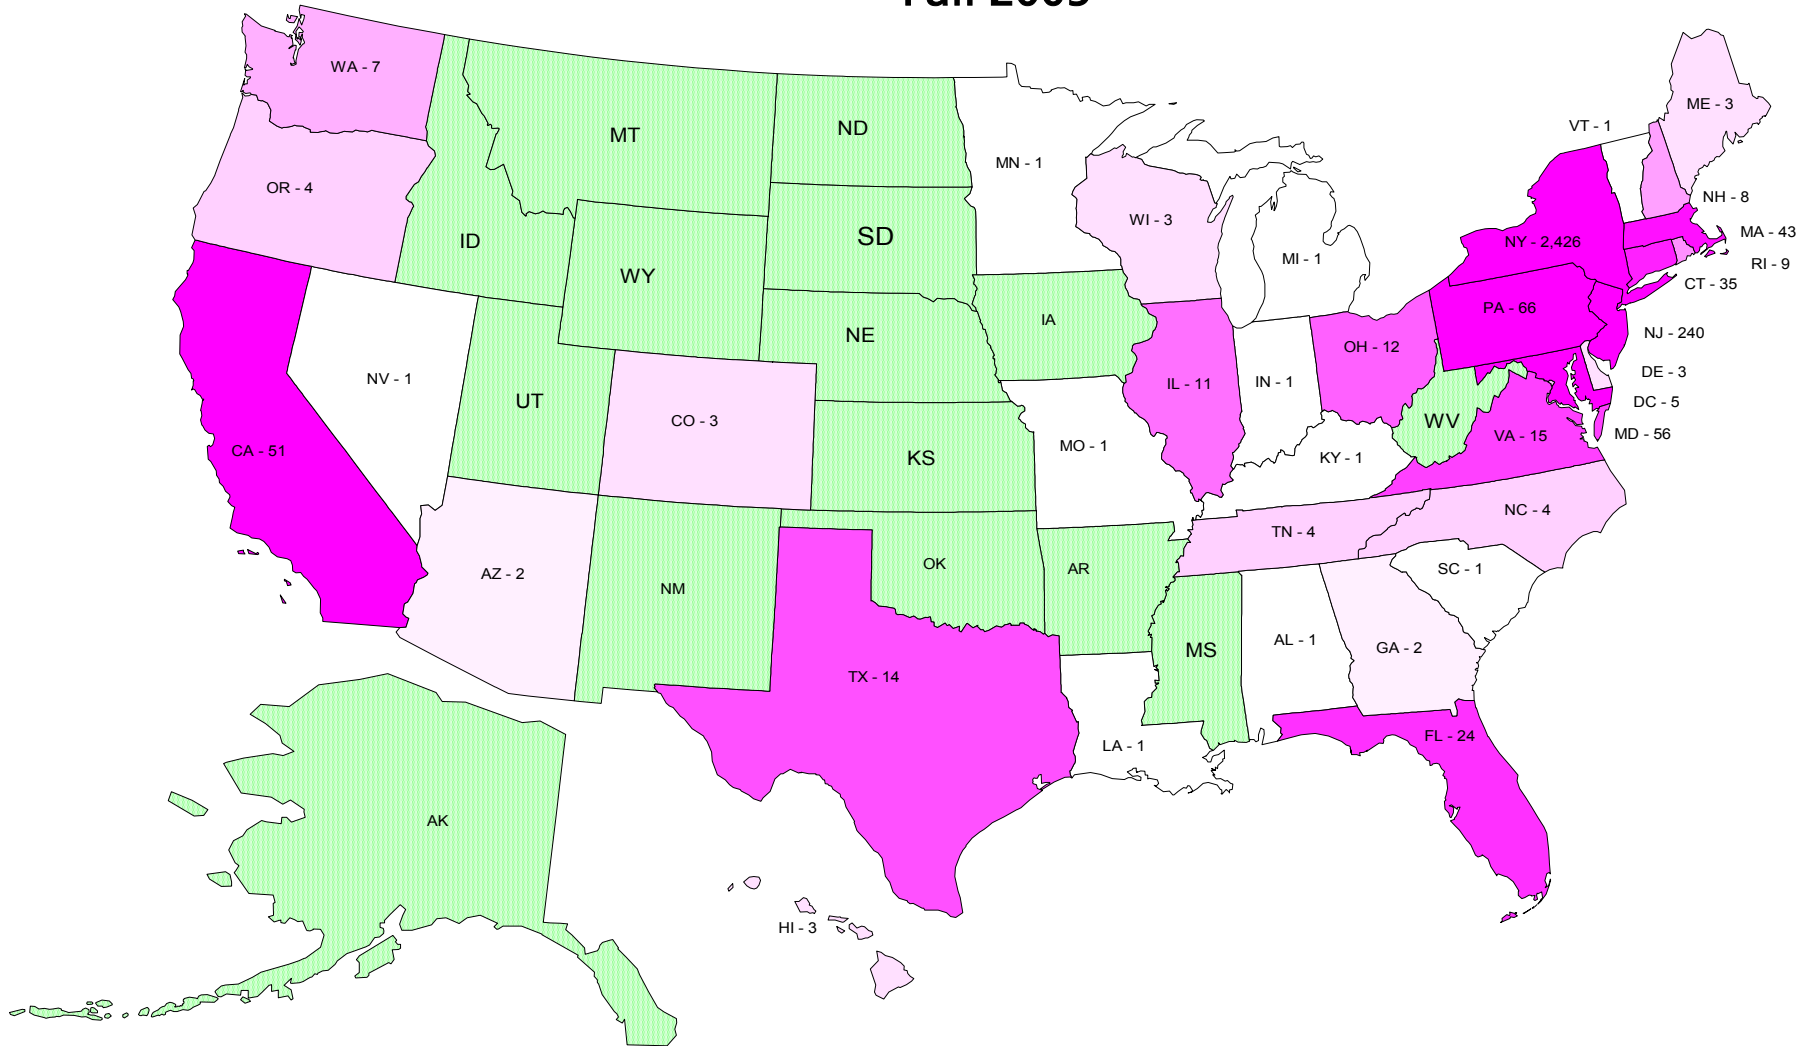 WA - 7
MT
ND
MN - 1
ME - 3
VT - 1
OR - 4
ID
SD
WI - 3
NH - 8
WY
MI - 1
NY - 2,426
MA - 43
RI - 9
CT - 35
NE
IA
PA - 66
NJ - 240
NV - 1
UT
CO - 3
IL - 11
IN - 1
OH - 12
DE - 3
DC - 5
CA - 51
KS
MO - 1
KY - 1
WV
VA - 15
MD - 56
AZ - 2
NM
OK
AR
TN - 4
NC - 4
SC - 1
MS
AL - 1
GA - 2
TX - 14
LA - 1
FL - 24
AK
HI - 3